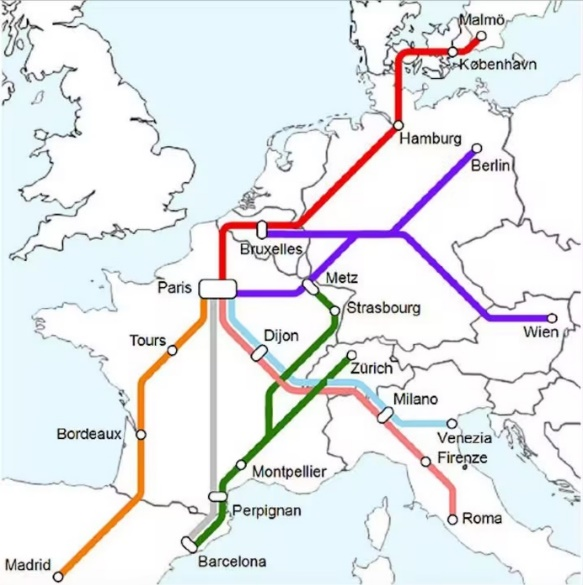 Malmö
København
Hamburg
Berlin
Bruxelles
Metz
Paris
Strasbourg
Wien
Tours
Dijon
Zürich
Milano
Bordeaux
Venezia
Firenze
Montpellier
Perpignan
Roma
Barcelona
Madrid